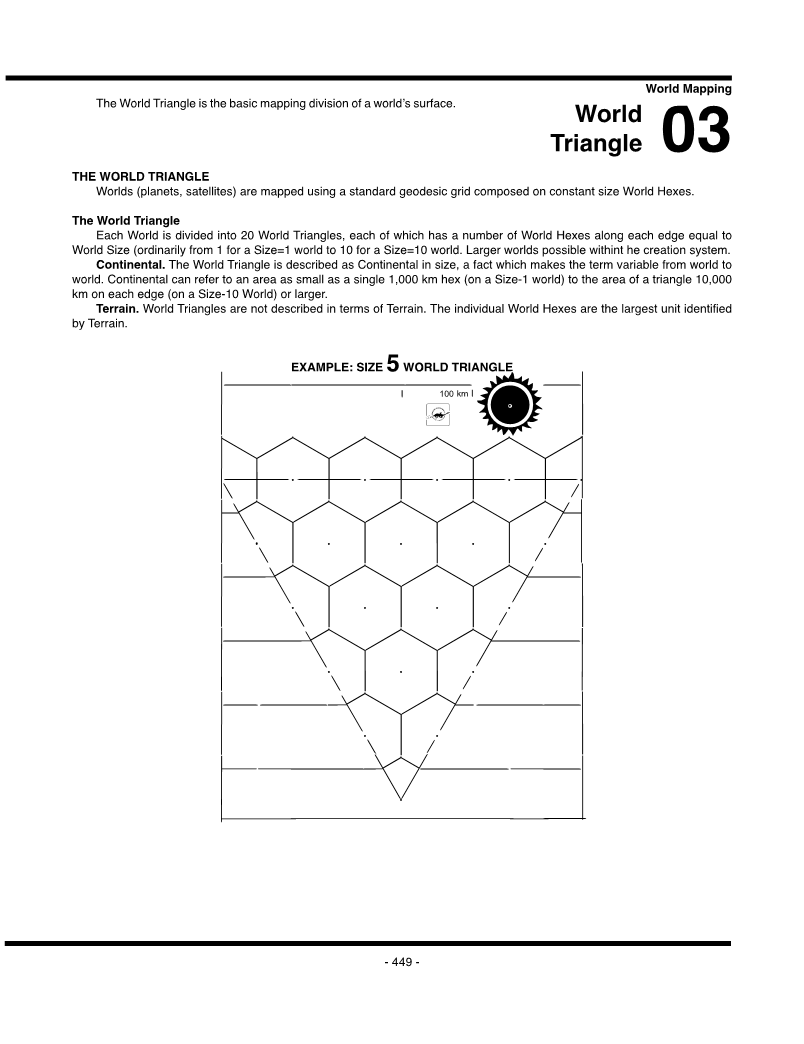 World Mapping
The World Triangle is the basic mapping division of a world's surface.
World
Triangle
03
THE WORLD TRIANGLE
Worlds (planets, satellites) are mapped using a standard geodesic grid composed on constant size World Hexes.
The World Triangle
Each World is divided into 20 World Triangles, each of which has a number of World Hexes along each edge equal to
World Size (ordinarily from 1 for a Size=1 world to 10 for a Size=10 world. Larger worlds possible withint he creation system.
Continental. The World Triangle is described as Continental in size, a fact which makes the term variable from world to
world. Continental can refer to an area as small as a single 1,000 km hex (on a Size-1 world) to the area of a triangle 10,000
km on each edge (on a Size-10 World) or larger.
Terrain. World Triangles are not described in terms of Terrain. The individual World Hexes are the largest unit identified
by Terrain.
EXAMPLE: SIZE 5 WORLD TRIANGLE
100 km
- 449 -